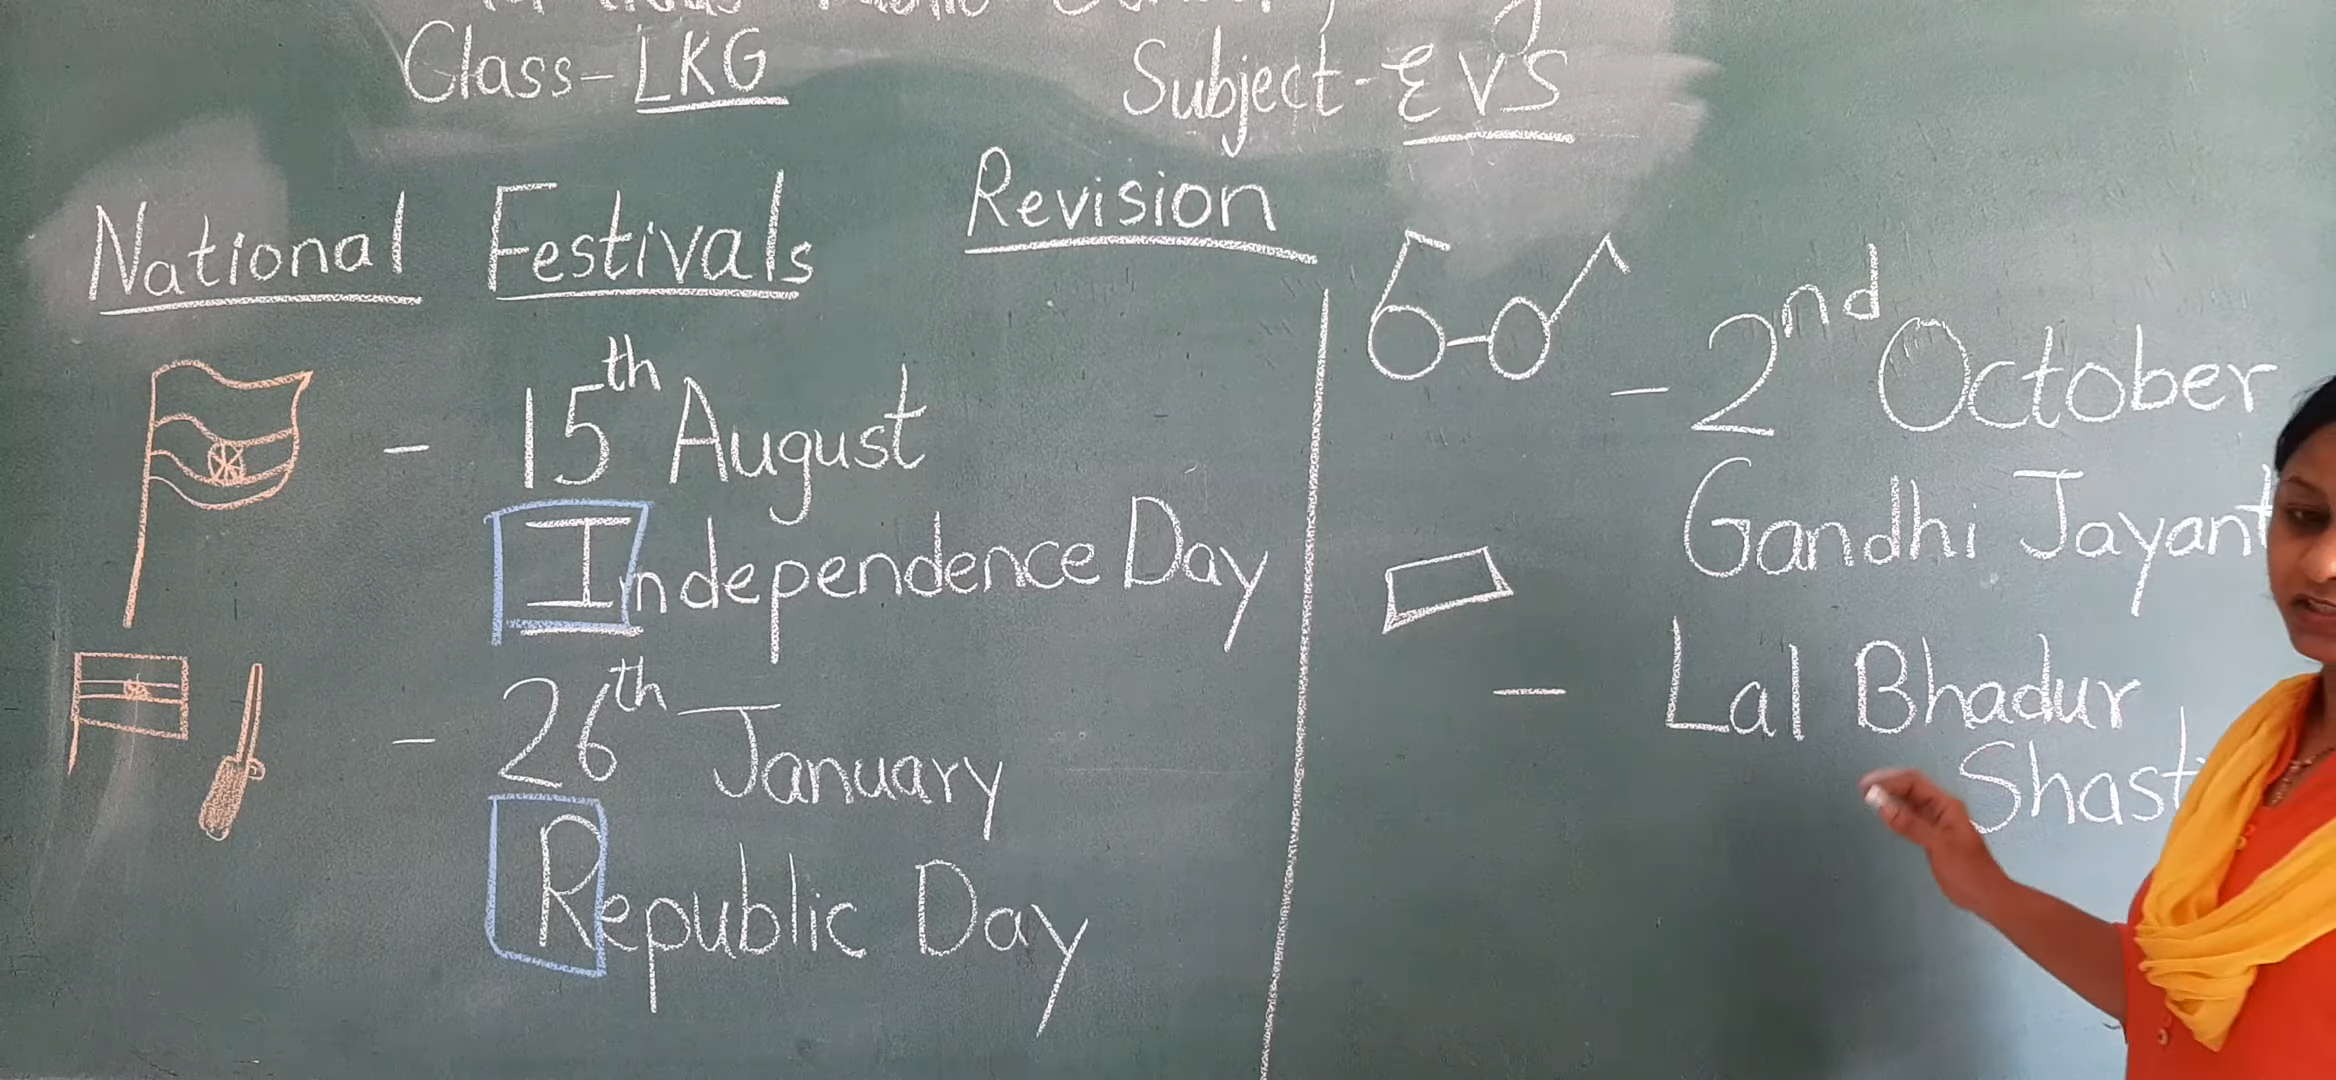 Class-LKG
Subject-EVS
Revision
National Festivals
- 15th August
Independence Day
- 26th January
Republic Day
- 2nd October
Gandhi Jayant
- Lal Bhadur
Shast